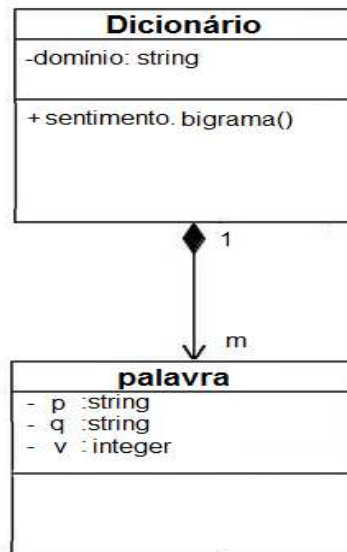 Dicionário
-domínio: string
+ sentimento. bigrama()
1
m
palavra
- p :string
- q :string
- v : integer